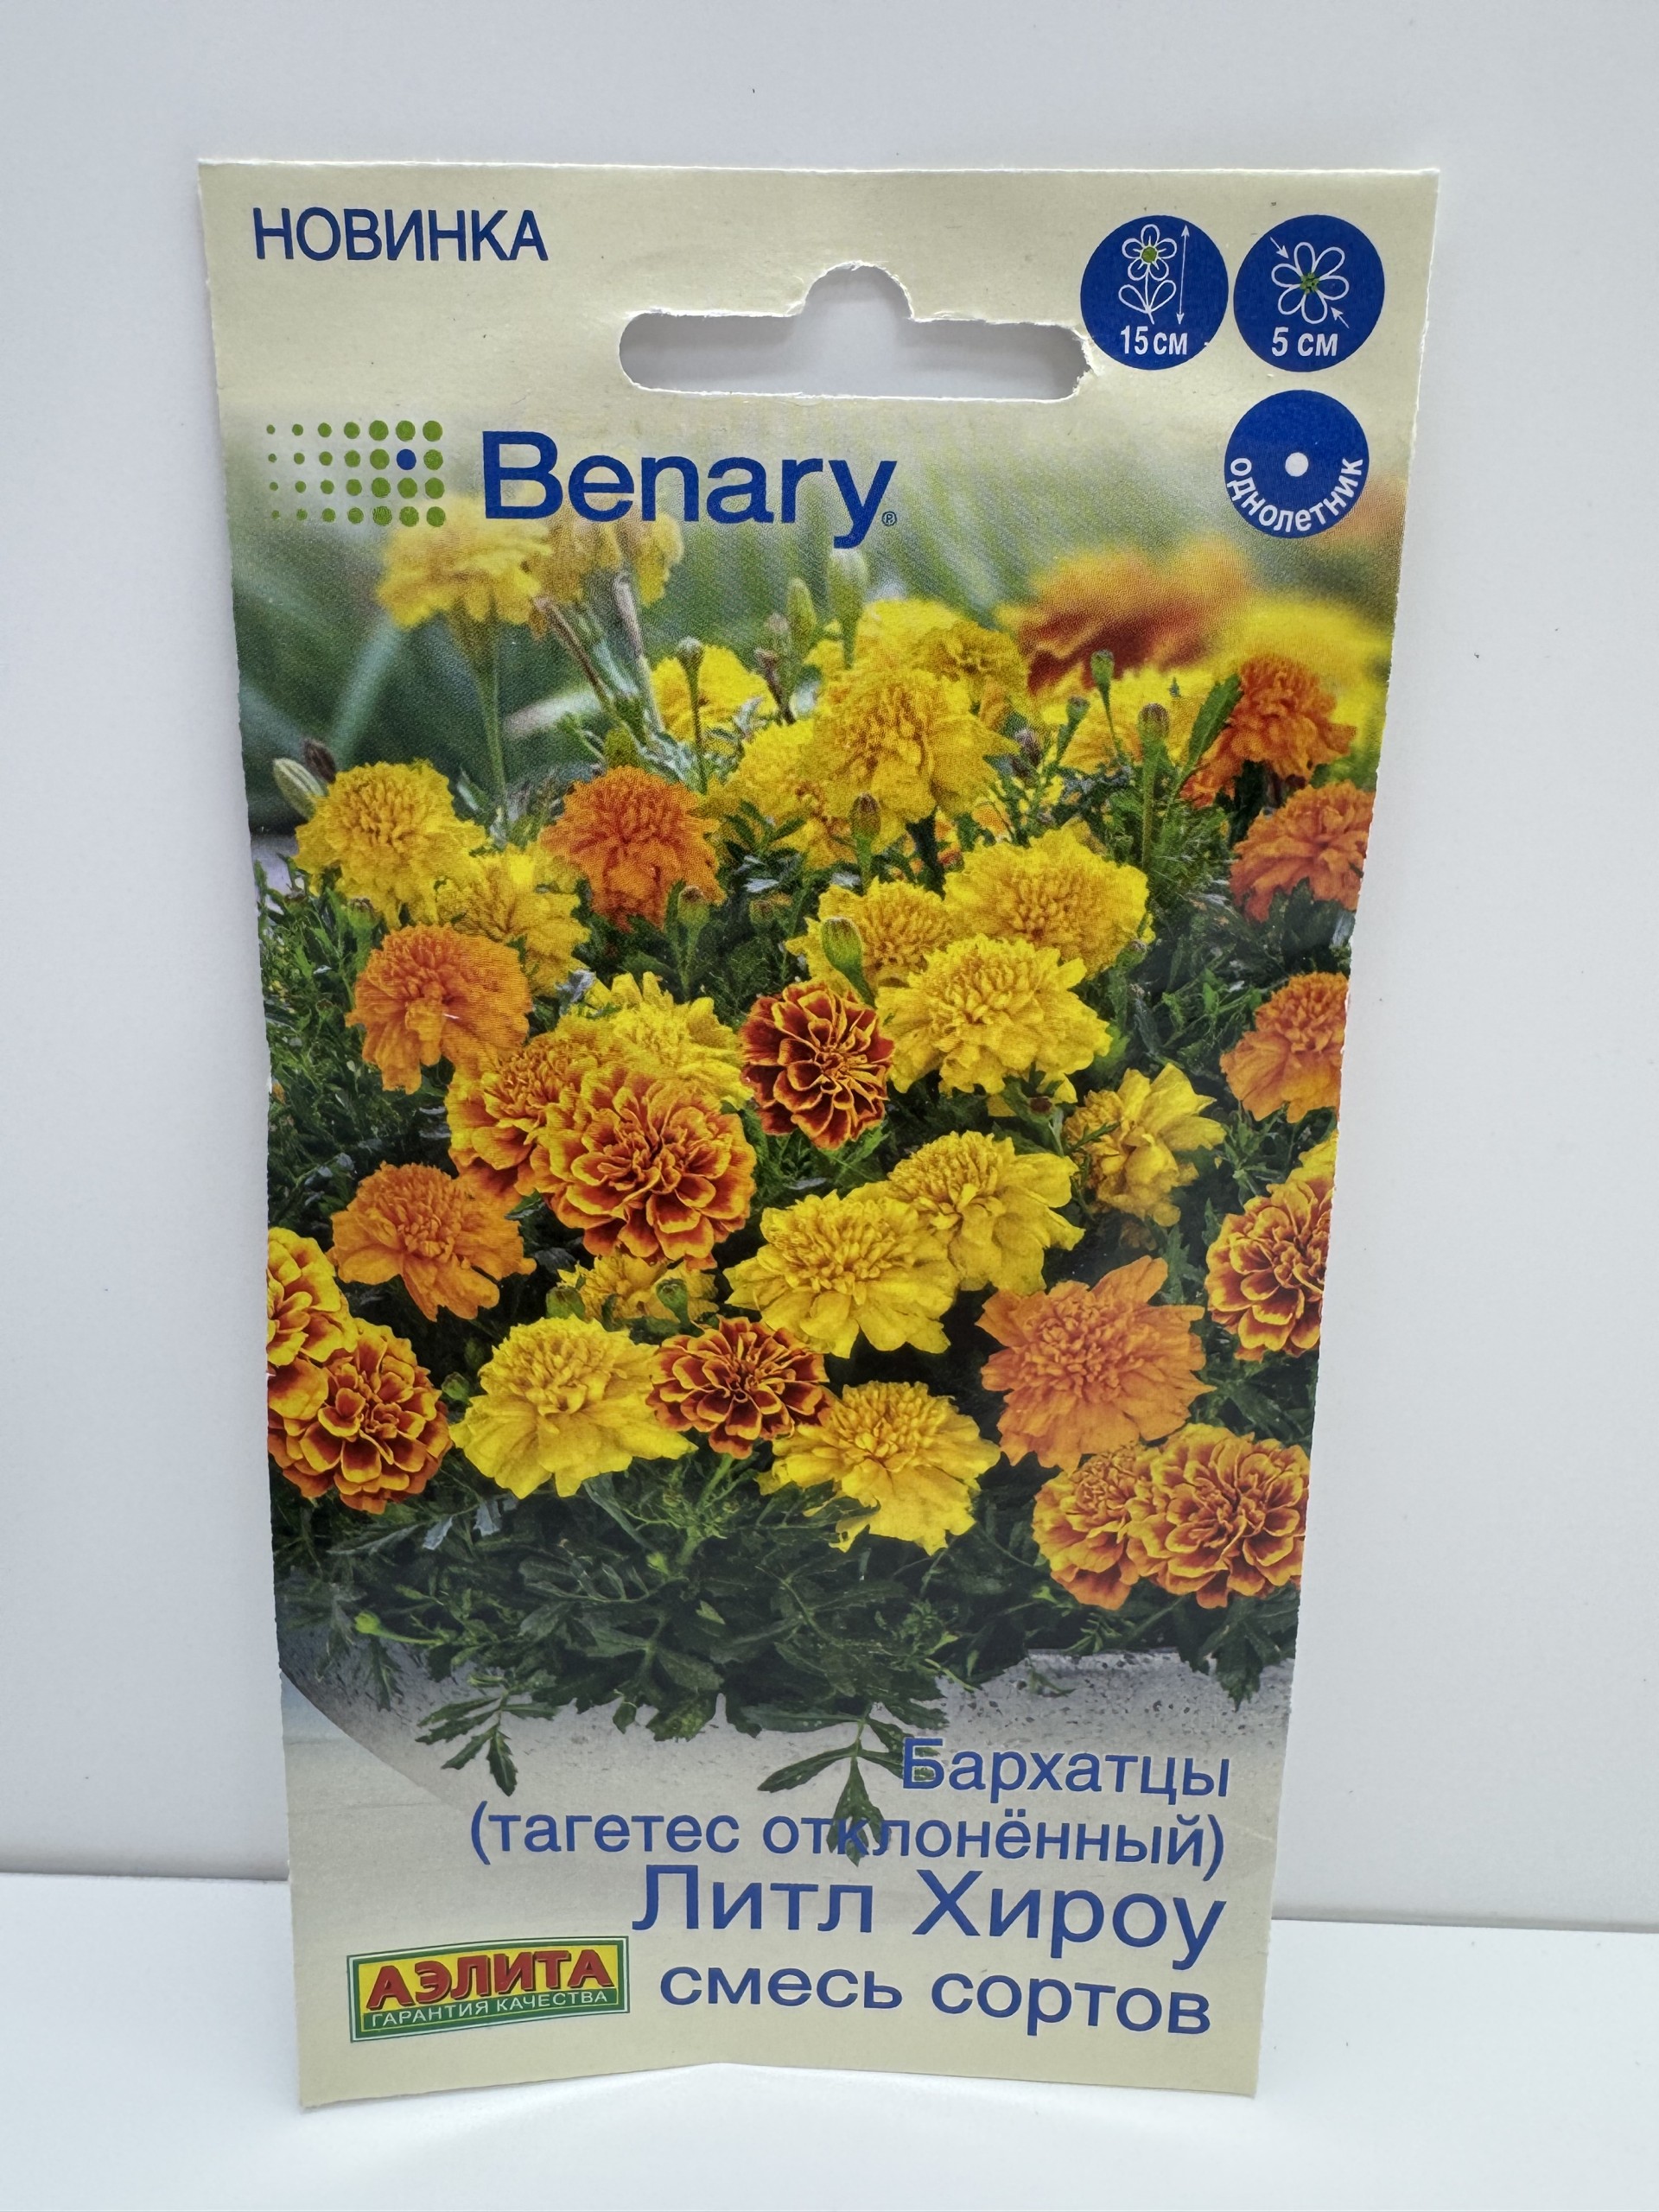 НОВИНКА
15 см
5 см
Benary®
однолетник
Бархатцы
(тагетес отклонённый)
Литл Хироу
смесь сортов
АЭЛИТА
ГАРАНТИЯ КАЧЕСТВА